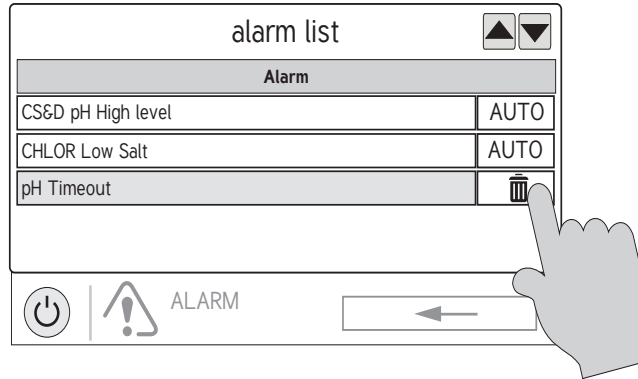 alarm list
Alarm
CS&D pH High level AUTO
CHLOR Low Salt AUTO
pH Timeout
ALARM